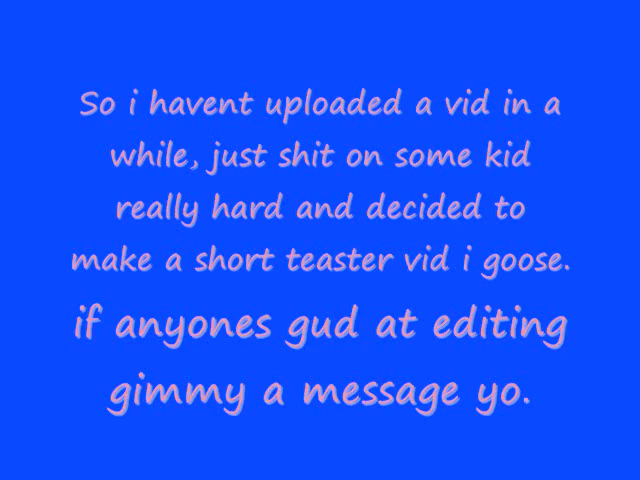 So i havent uploaded a vid in a
while, just shit on some kid
really hard and decided to
make a short teaster vid i goose.
if anyones gud at editing
gimmy a message yo.